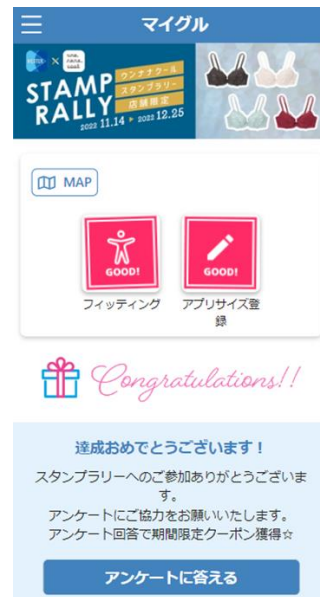 マイグル
×
une
nana
cool
STAMP
RALLY
ウンナナクール
スタンプラリー
店舗限定
2022 11.14 ▶ 2022 12.25
MAP
GOOD!
GOOD!
フィッティング
アプリサイズ登
録
Congratulations!!
達成おめでとうございます！
スタンプラリーへのご参加ありがとうございま
す。
アンケートにご協力をお願いいたします。
アンケート回答で期間限定クーポン獲得☆
アンケートに答える